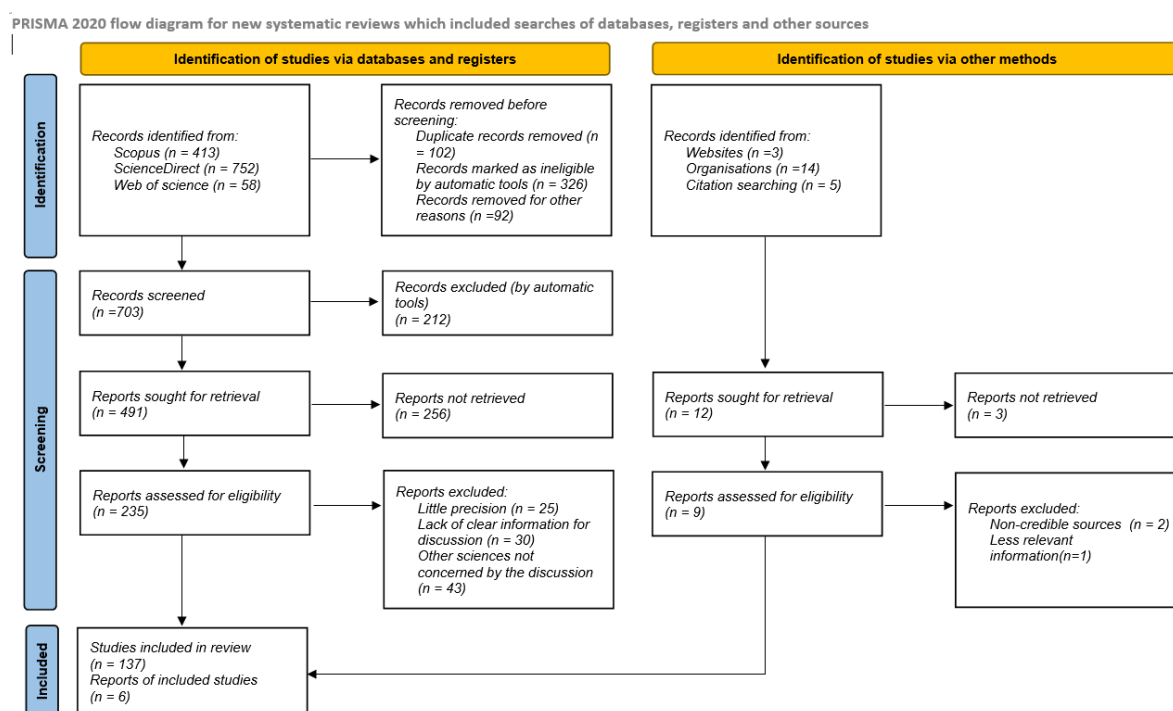 PRISMA 2020 flow diagram for new systematic reviews which included searches of databases, registers and other sources
Identification of studies via databases and registers
Identification of studies via other methods
Identification
Records identified from:
Scopus (n = 413)
ScienceDirect (n = 752)
Web of science (n = 58)
Records removed before
screening:
Duplicate records removed (n
= 102)
Records marked as ineligible
by automatic tools (n = 326)
Records removed for other
reasons (n =92)
Records identified from:
Websites (n =3)
Organisations (n =14)
Citation searching (n = 5)
Screening
Records screened
(n =703)
Records excluded (by automatic
tools)
(n = 212)
Reports sought for retrieval
(n = 491)
Reports not retrieved
(n = 256)
Reports sought for retrieval
(n = 12)
Reports not retrieved
(n = 3)
Reports assessed for eligibility
(n = 235)
Reports excluded:
Little precision (n = 25)
Lack of clear information for
discussion (n = 30)
Other sciences not
concerned by the discussion
(n = 43)
Reports assessed for eligibility
(n = 9)
Reports excluded:
Non-credible sources (n = 2)
Less relevant
information(n=1)
Included
Studies included in review
(n = 137)
Reports of included studies
(n = 6)